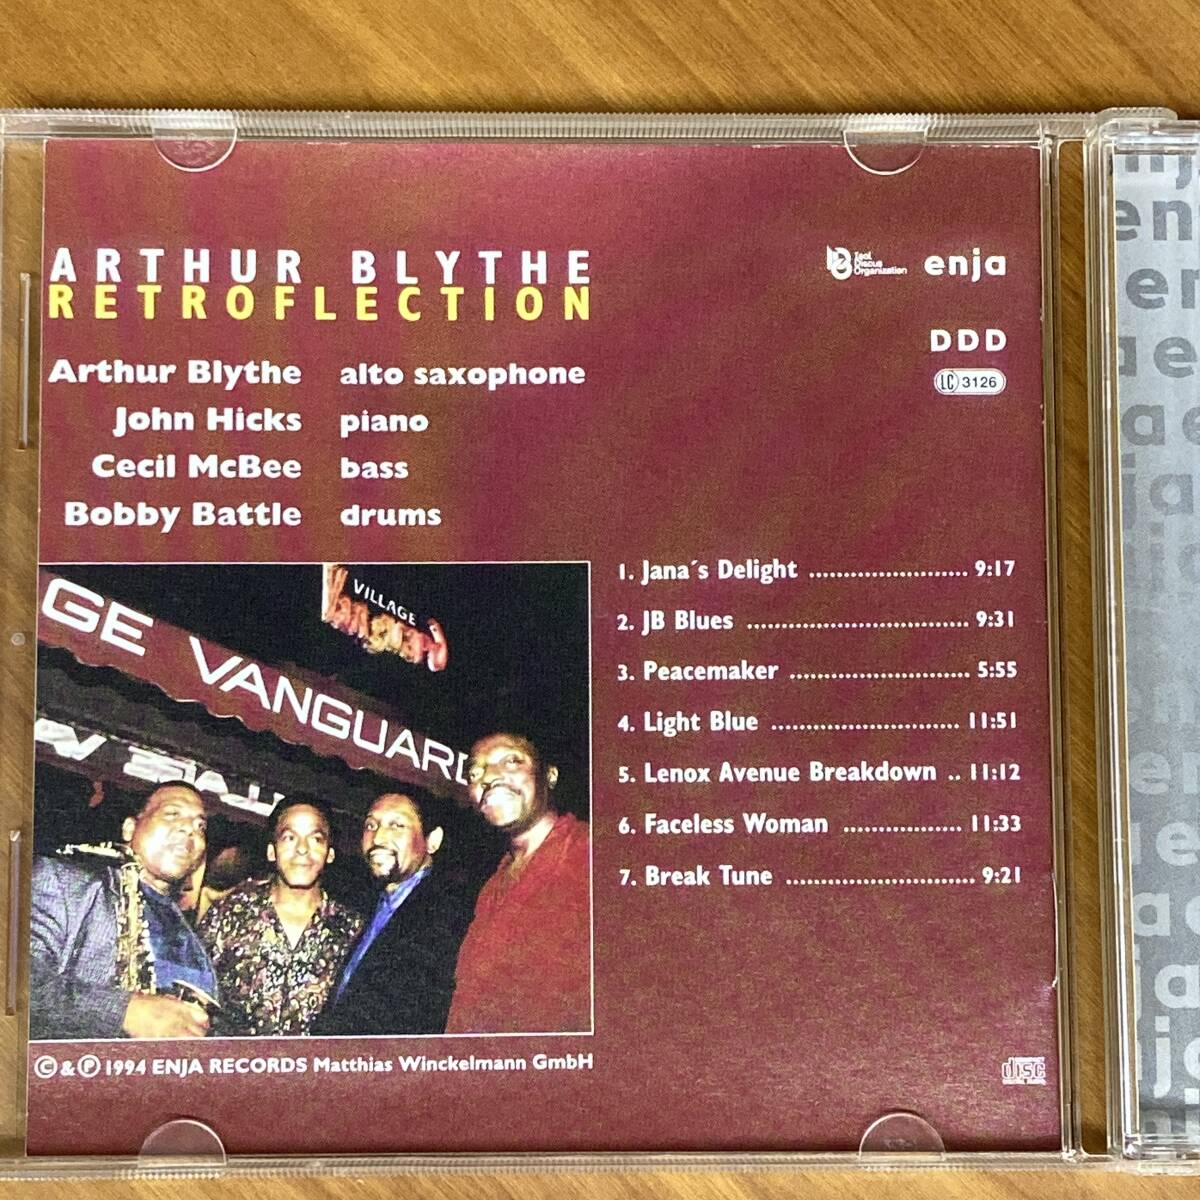 ARTHUR BLYTHE
RETROFLECTION
Arthur Blythe alto saxophone
John Hicks piano
Cecil McBee bass
Bobby Battle drums
Organization
enja
DDD
LC 3126
GE VANGUARD
VILLAGE
1. Jana´s Delight ........................ 9:17
2. JB Blues ................................ 9:31
3. Peacemaker .......................... 5:55
4. Light Blue ........................... 11:51
5. Lenox Avenue Breakdown .. 11:12
6. Faceless Woman ................. 11:33
7. Break Tune ........................... 9:21
© & ℗ 1994 ENJA RECORDS Matthias Winckelmann GmbH
disc